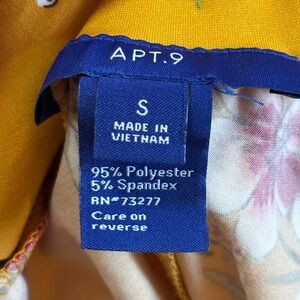 APT.9
S
MADE IN
VIETNAM
95% Polyester
5% Spandex
RN#73277
Care on
reverse